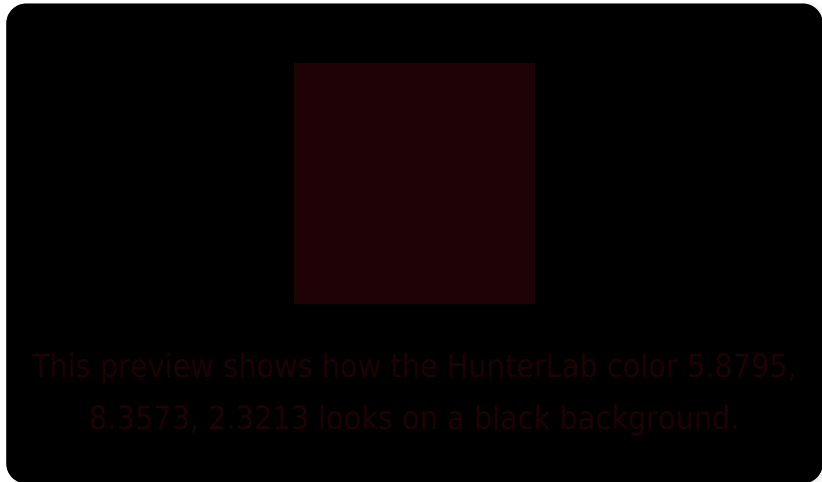 This preview shows how the HunterLab color 5.8795,
8.3573, 2.3213 looks on a black background.